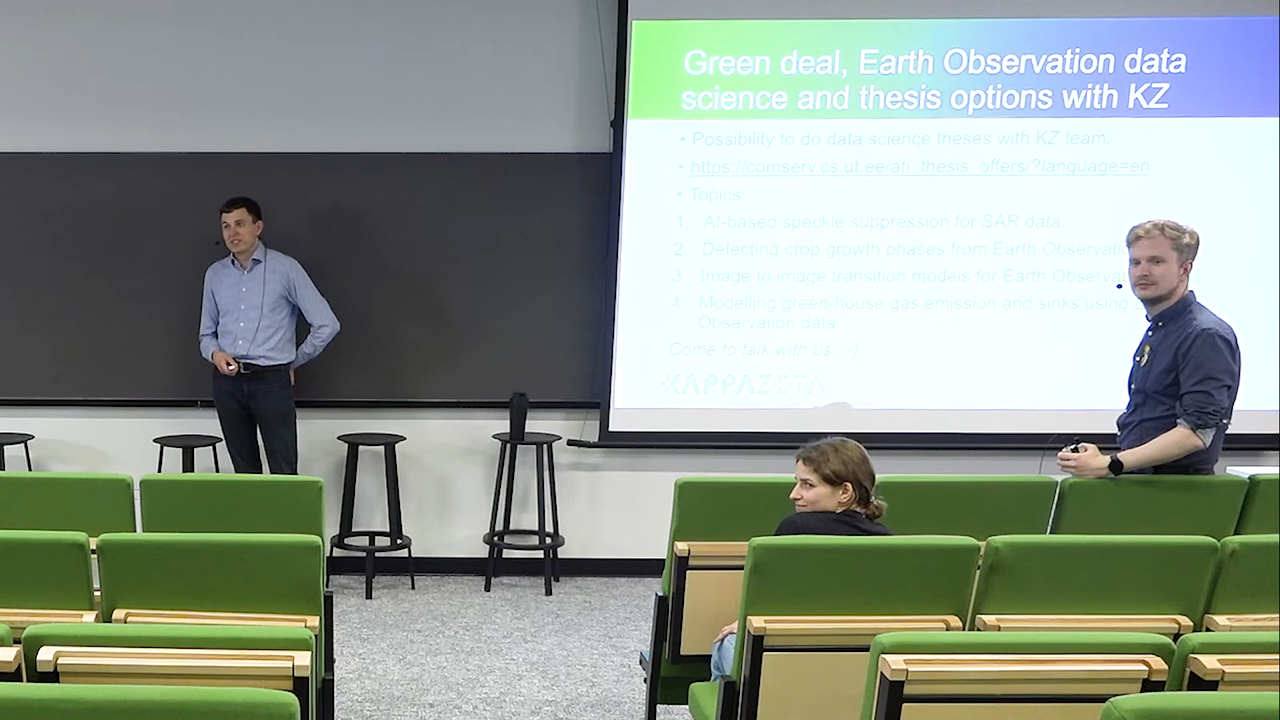 Green deal, Earth Observation data
science and thesis options with KZ
• Possibility to do data science theses with KZ team.
• https://comserv.cs.ut.ee/ati_thesis_offers/?language=en
• Topics:
1. AI-based speckle suppression for SAR data.
2. Detecting crop growth phases from Earth Observati
3. Image to image transition models for Earth Observat
4. Modelling green-house gas emission and sinks using
Observation data
Come to talk with us :-)
KAPPAZETA